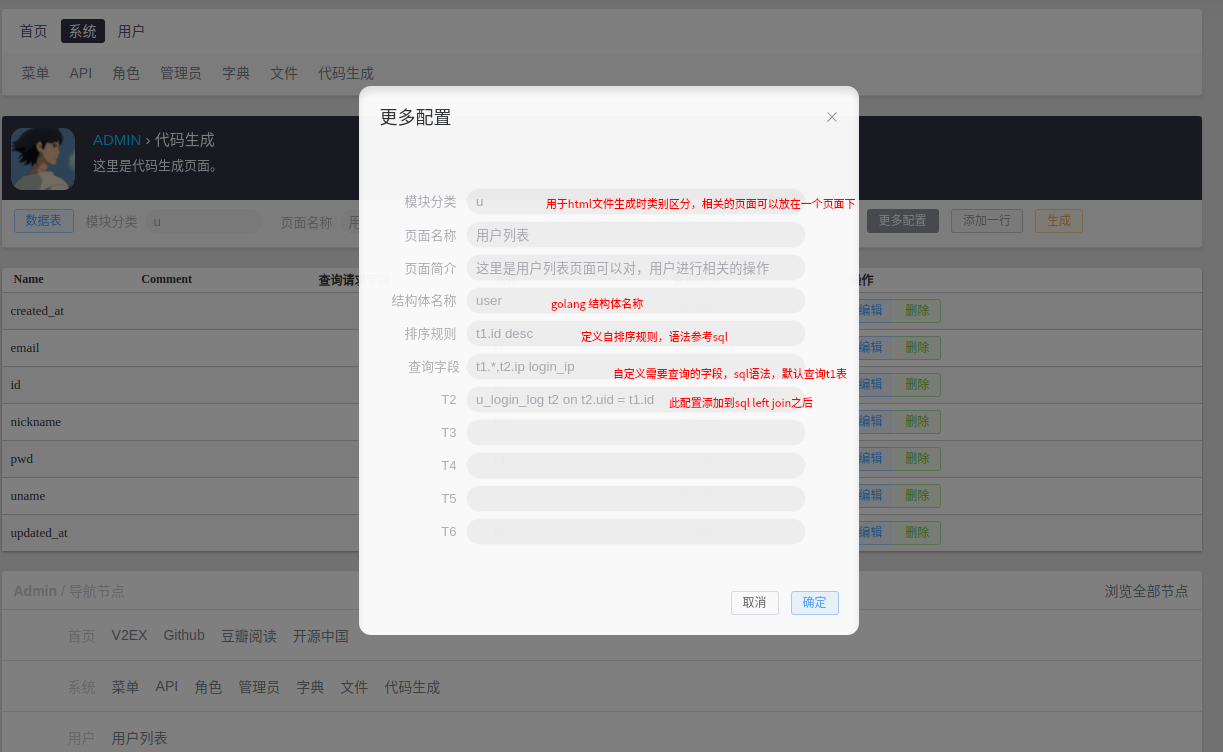 首页 系统 用户
菜单 API 角色 管理员 字典 文件 代码生成
更多配置
ADMIN › 代码生成
这里是代码生成页面。
模块分类 u 用于html文件生成时类别区分，相关的页面可以放在一个页面下
数据表 模块分类 u 页面名称 用 更多配置 添加一行 生成
页面名称 用户列表
页面简介 这里是用户列表页面可以对，用户进行相关的操作
Name Comment 查询请求 操作
结构体名称 user golang 结构体名称
created_at 编辑 删除
排序规则 t1.id desc 定义自排序规则，语法参考sql
email 编辑 删除
查询字段 t1.*,t2.ip login_ip 自定义需要查询的字段，sql语法，默认查询t1表
id 编辑 删除
T2 u_login_log t2 on t2.uid = t1.id 此配置添加到sql left join之后
nickname 编辑 删除
T3
pwd 编辑 删除
T4
uname 编辑 删除
T5
updated_at 编辑 删除
T6
Admin / 导航节点 浏览全部节点
取消 确定
首页 V2EX Github 豆瓣阅读 开源中国
系统 菜单 API 角色 管理员 字典 文件 代码生成
用户 用户列表